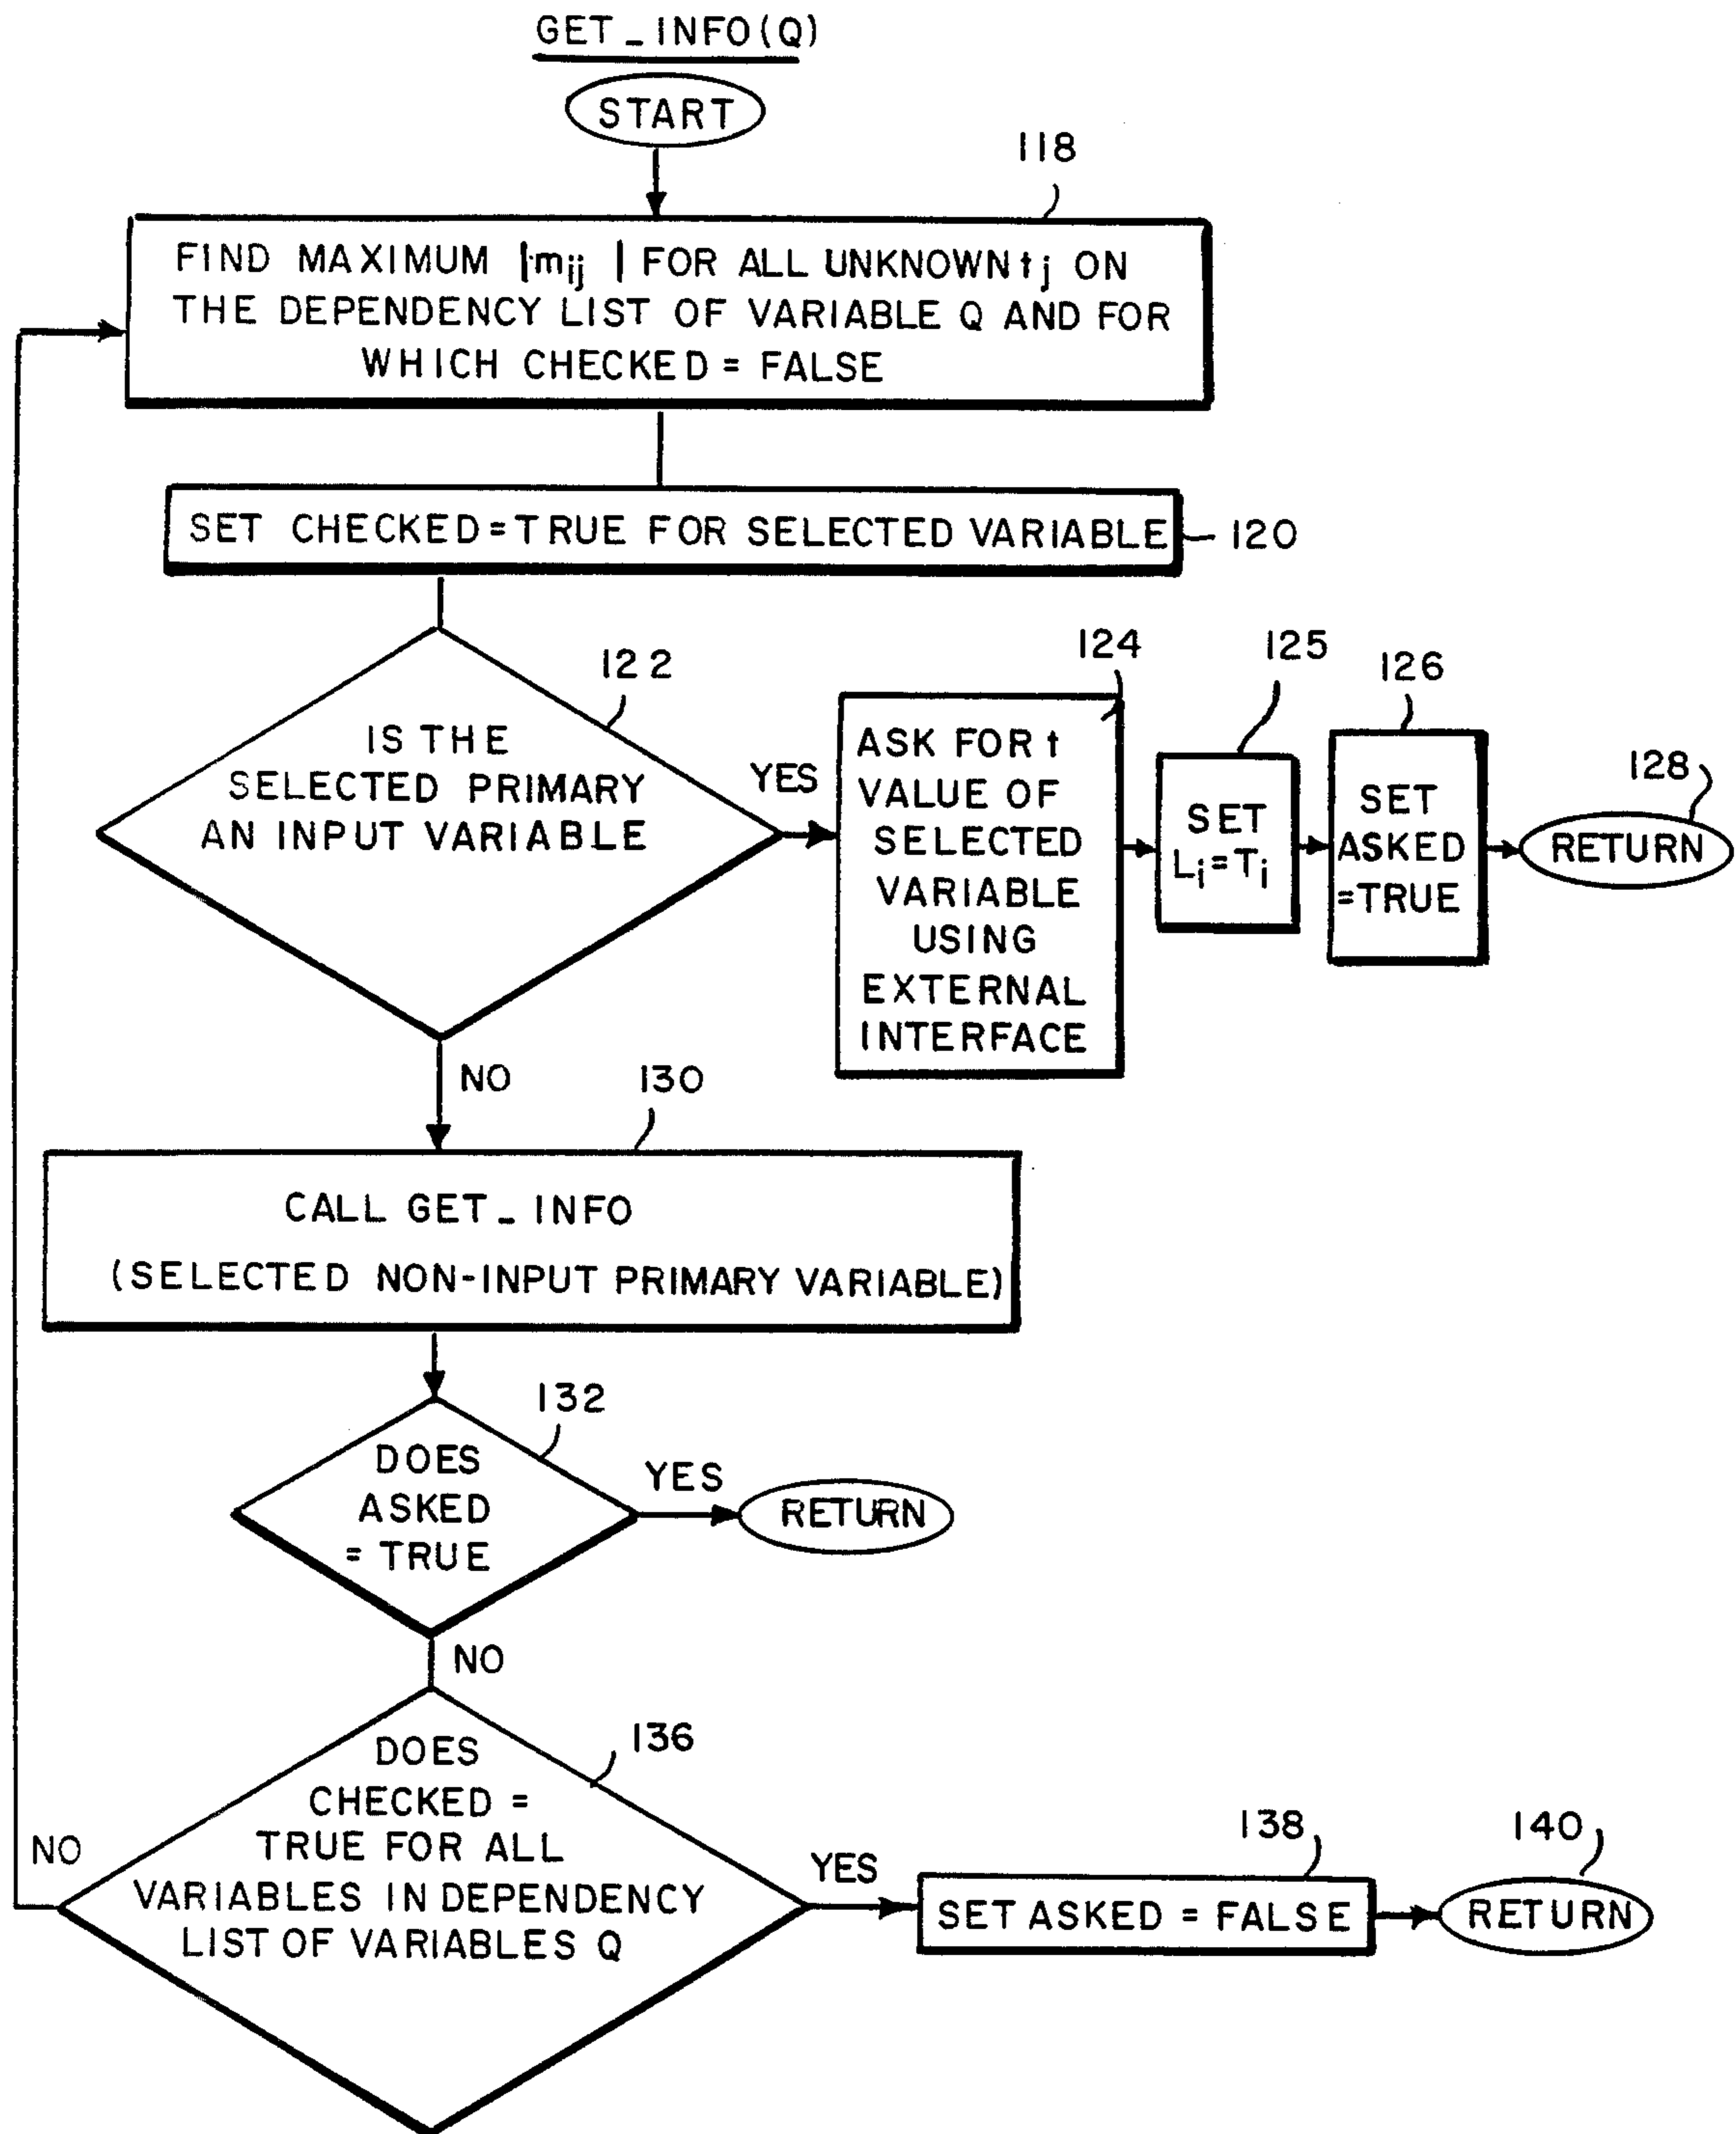 GET_INFO(Q)
START
118
FIND MAXIMUM |mij| FOR ALL UNKNOWN tj ON
THE DEPENDENCY LIST OF VARIABLE Q AND FOR
WHICH CHECKED = FALSE
SET CHECKED=TRUE FOR SELECTED VARIABLE
120
122
IS THE
SELECTED PRIMARY
AN INPUT VARIABLE
YES
124
ASK FOR t
VALUE OF
SELECTED
VARIABLE
USING
EXTERNAL
INTERFACE
125
SET
Li=Ti
126
SET
ASKED
=TRUE
128
RETURN
NO
130
CALL GET_INFO
(SELECTED NON-INPUT PRIMARY VARIABLE)
132
DOES
ASKED
= TRUE
YES
RETURN
NO
136
DOES
CHECKED =
TRUE FOR ALL
VARIABLES IN DEPENDENCY
LIST OF VARIABLES Q
NO
YES
138
SET ASKED = FALSE
140
RETURN